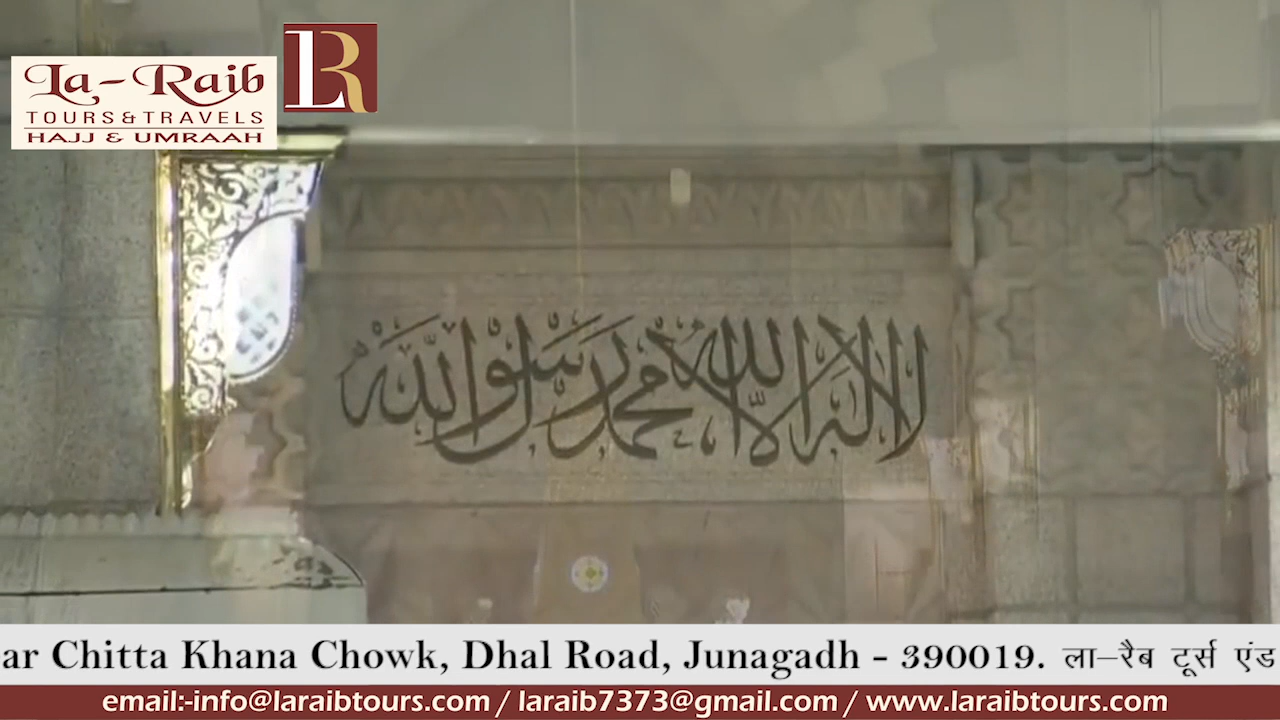 La-Raib
TOURS & TRAVELS
HAJJ & UMRAAH
LR
لا اله الا الله محمد رسول الله
ar Chitta Khana Chowk, Dhal Road, Junagadh - 390019. ला–रैब टूर्स एंड
email:-info@laraibtours.com / laraib7373@gmail.com / www.laraibtours.com